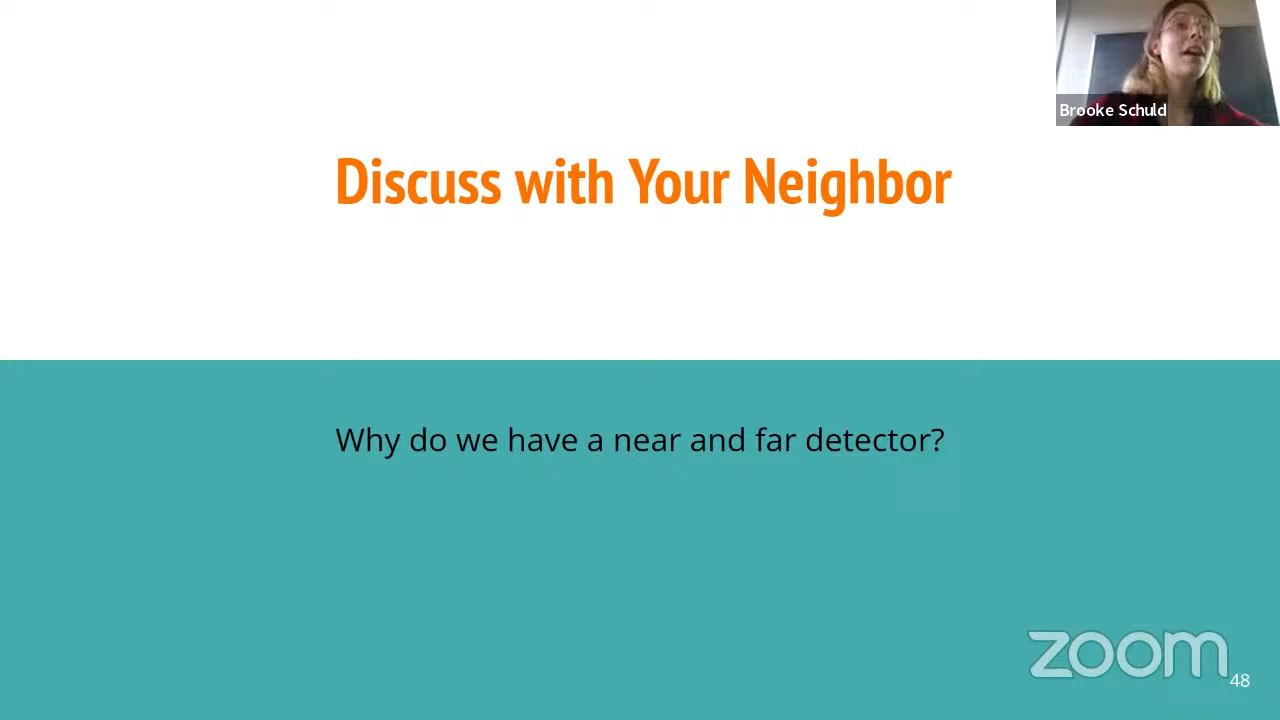 Brooke Schuld
Discuss with Your Neighbor
Why do we have a near and far detector?
zoom
48